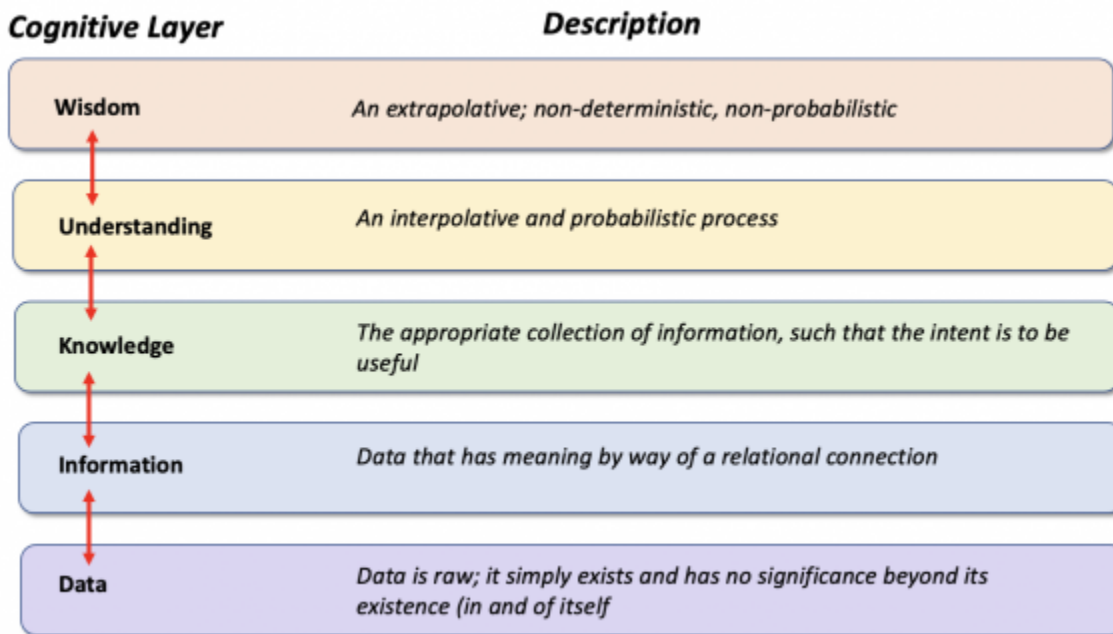 Cognitive Layer Description
Wisdom An extrapolative; non-deterministic, non-probabilistic
Understanding An interpolative and probabilistic process
Knowledge The appropriate collection of information, such that the intent is to be
useful
Information Data that has meaning by way of a relational connection
Data Data is raw; it simply exists and has no significance beyond its
existence (in and of itself